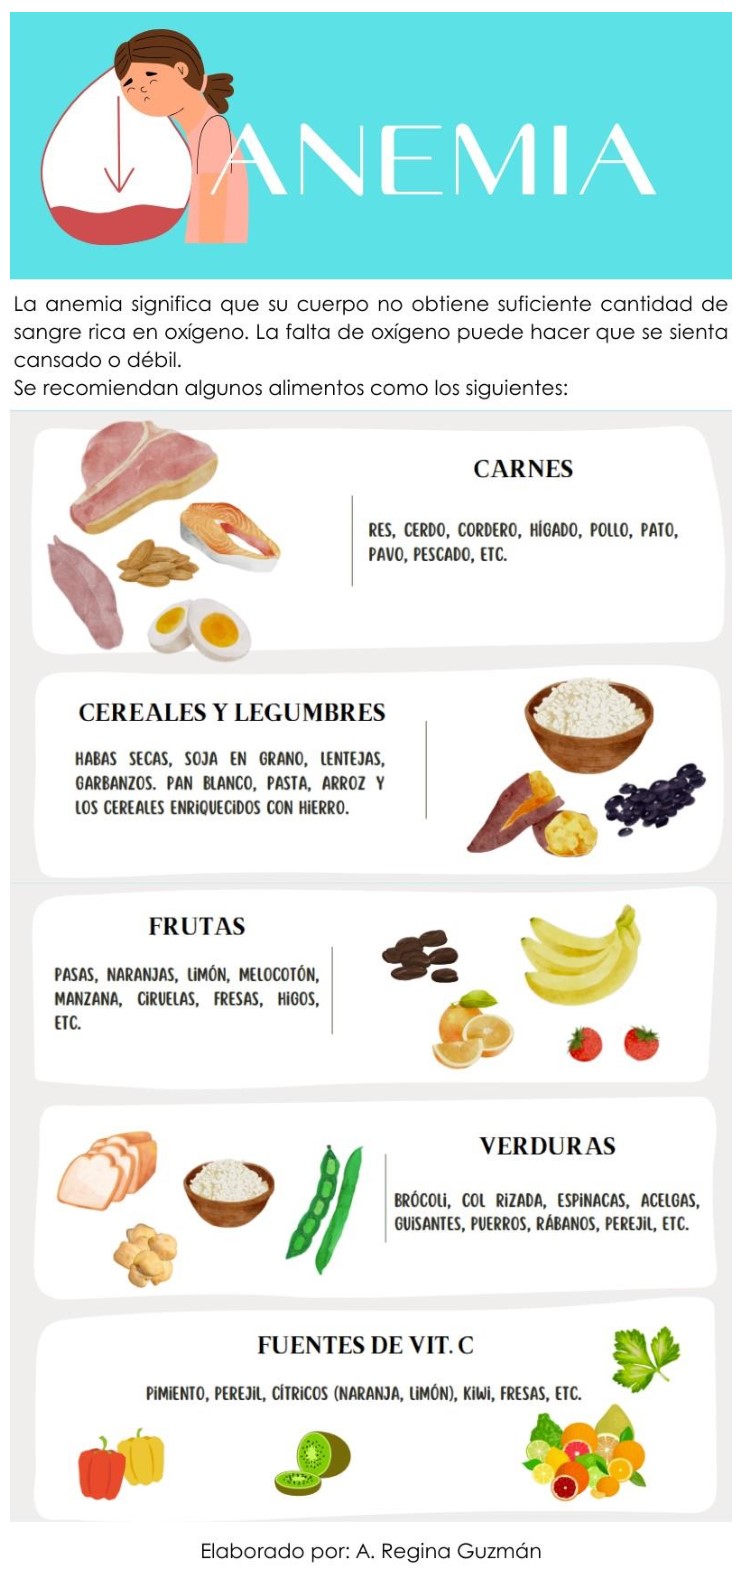 ANEMIA
La anemia significa que su cuerpo no obtiene suficiente cantidad de
sangre rica en oxígeno. La falta de oxígeno puede hacer que se sienta
cansado o débil.
Se recomiendan algunos alimentos como los siguientes:
CARNES
RES, CERDO, CORDERO, HÍGADO, POLLO, PATO,
PAVO, PESCADO, ETC.
CEREALES Y LEGUMBRES
HABAS SECAS, SOJA EN GRANO, LENTEJAS,
GARBANZOS. PAN BLANCO, PASTA, ARROZ Y
LOS CEREALES ENRIQUECIDOS CON HIERRO.
FRUTAS
PASAS, NARANJAS, LIMÓN, MELOCOTÓN,
MANZANA, CIRUELAS, FRESAS, HIGOS,
ETC.
VERDURAS
BRÓCOLI, COL RIZADA, ESPINACAS, ACELGAS,
GUISANTES, PUERROS, RÁBANOS, PEREJIL, ETC.
FUENTES DE VIT. C
PIMIENTO, PEREJIL, CÍTRICOS (NARANJA, LIMÓN), KIWI, FRESAS, ETC.
Elaborado por: A. Regina Guzmán